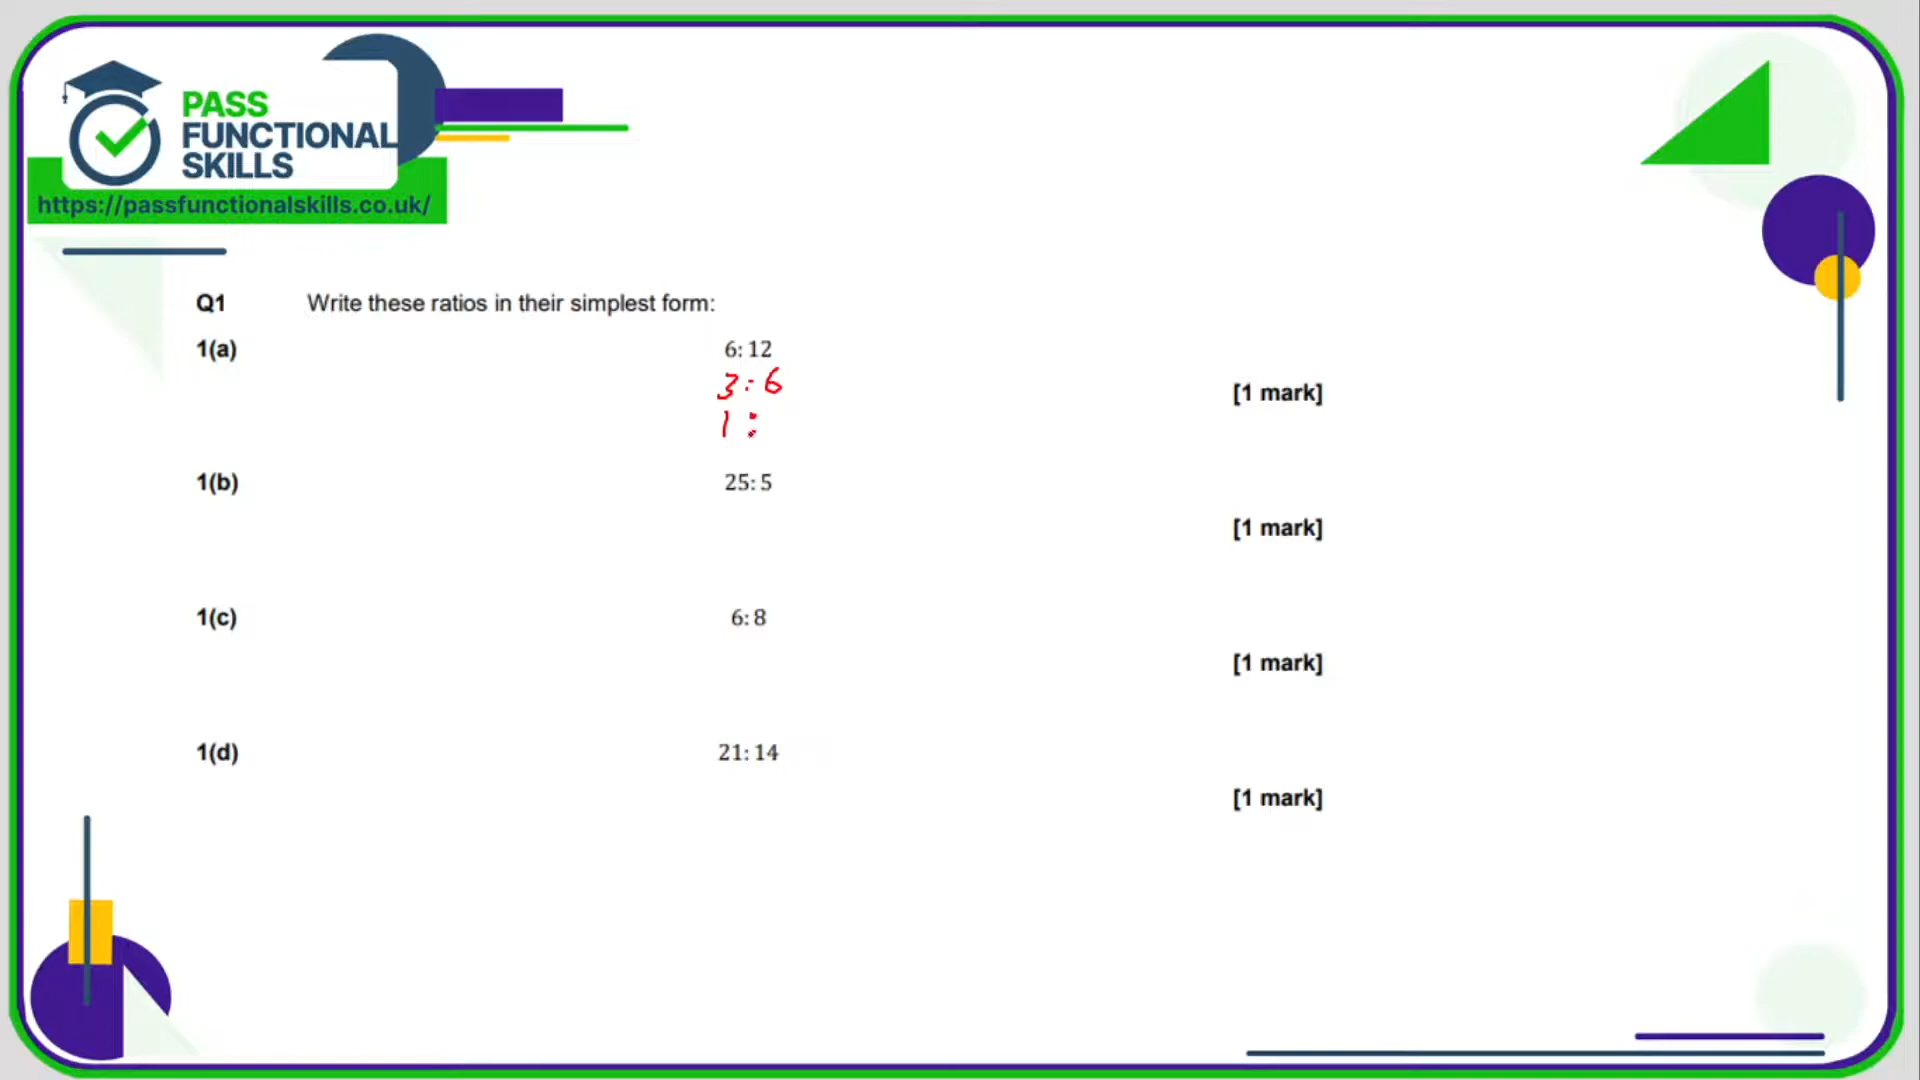 PASS
FUNCTIONAL
SKILLS
https://passfunctionalskills.co.uk/
Q1 Write these ratios in their simplest form:
1(a) 6: 12
3 : 6
[1 mark]
1 :
1(b) 25: 5
[1 mark]
1(c) 6: 8
[1 mark]
1(d) 21: 14
[1 mark]